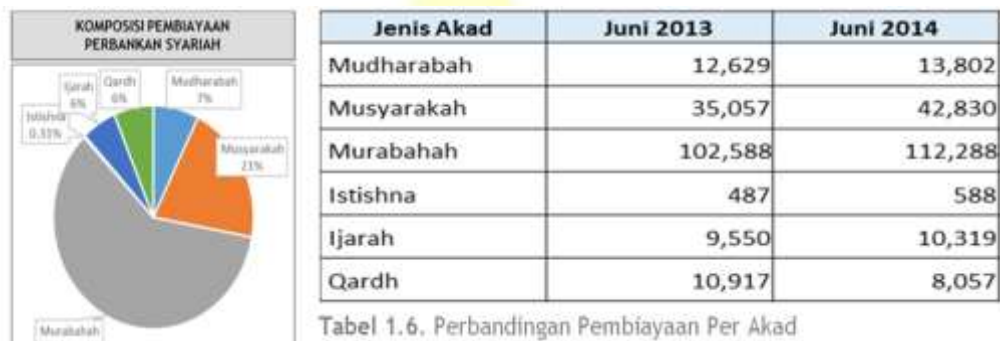 KOMPOSISI PEMBIAYAAN
PERBANKAN SYARIAH
Ijarah
6%
Qardh
6%
Mudharabah
7%
Istishna
0.31%
Musyarakah
21%
Murabahah
Jenis Akad Juni 2013 Juni 2014
Mudharabah 12,629 13,802
Musyarakah 35,057 42,830
Murabahah 102,588 112,288
Istishna 487 588
Ijarah 9,550 10,319
Qardh 10,917 8,057
Tabel 1.6. Perbandingan Pembiayaan Per Akad